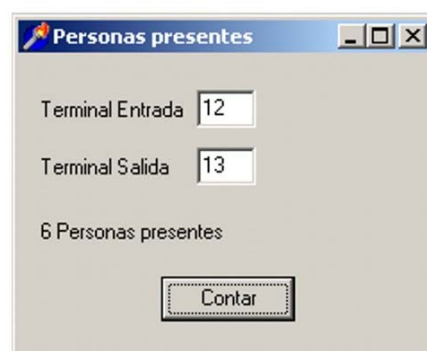 Personas presentes
Terminal Entrada 12
Terminal Salida 13
6 Personas presentes
Contar